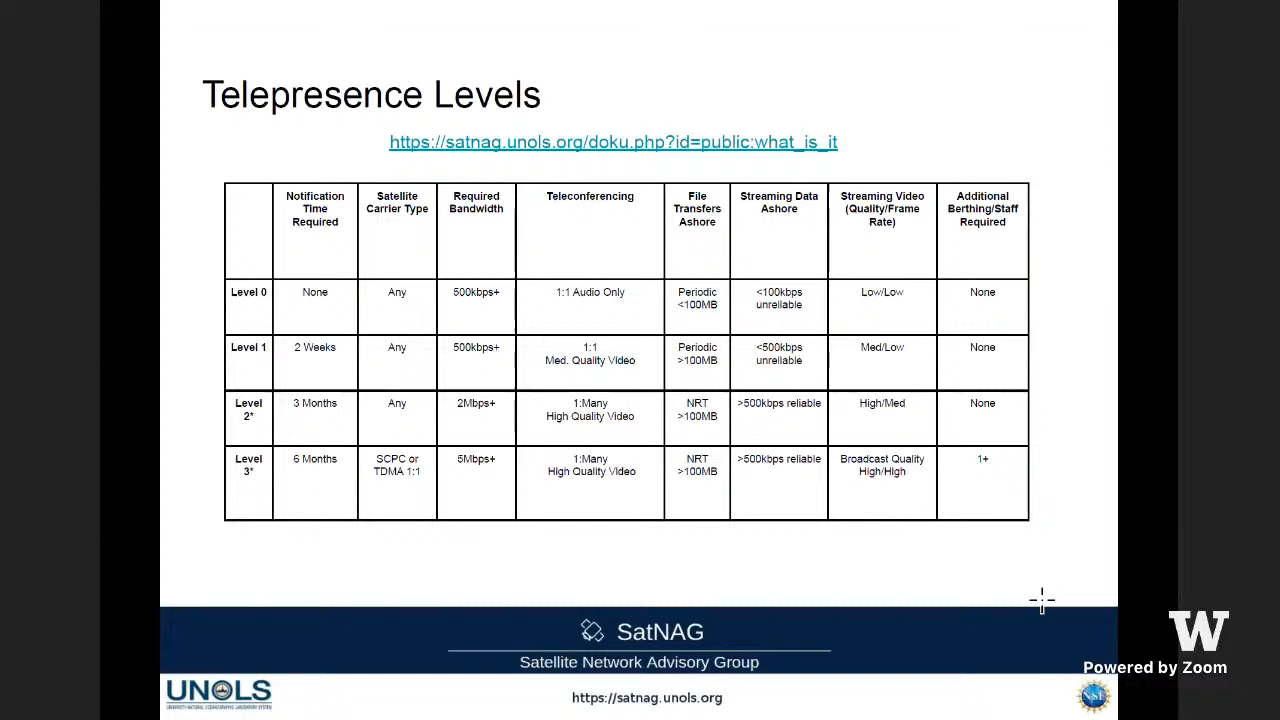 Telepresence Levels
https://satnag.unols.org/doku.php?id=public:what_is_it
Notification Time Required
Satellite Carrier Type
Required Bandwidth
Teleconferencing
File Transfers Ashore
Streaming Data Ashore
Streaming Video (Quality/Frame Rate)
Additional Berthing/Staff Required
Level 0
None
Any
500kbps+
1:1 Audio Only
Periodic <100MB
<100kbps unreliable
Low/Low
None
Level 1
2 Weeks
Any
500kbps+
1:1
Med. Quality Video
Periodic >100MB
<500kbps unreliable
Med/Low
None
Level 2*
3 Months
Any
2Mbps+
1:Many
High Quality Video
NRT >100MB
>500kbps reliable
High/Med
None
Level 3*
6 Months
SCPC or TDMA 1:1
5Mbps+
1:Many
High Quality Video
NRT >100MB
>500kbps reliable
Broadcast Quality High/High
1+
SatNAG
Satellite Network Advisory Group
UNOLS
UNIVERSITY-NATIONAL OCEANOGRAPHIC LABORATORY SYSTEM
https://satnag.unols.org
W
Powered by Zoom